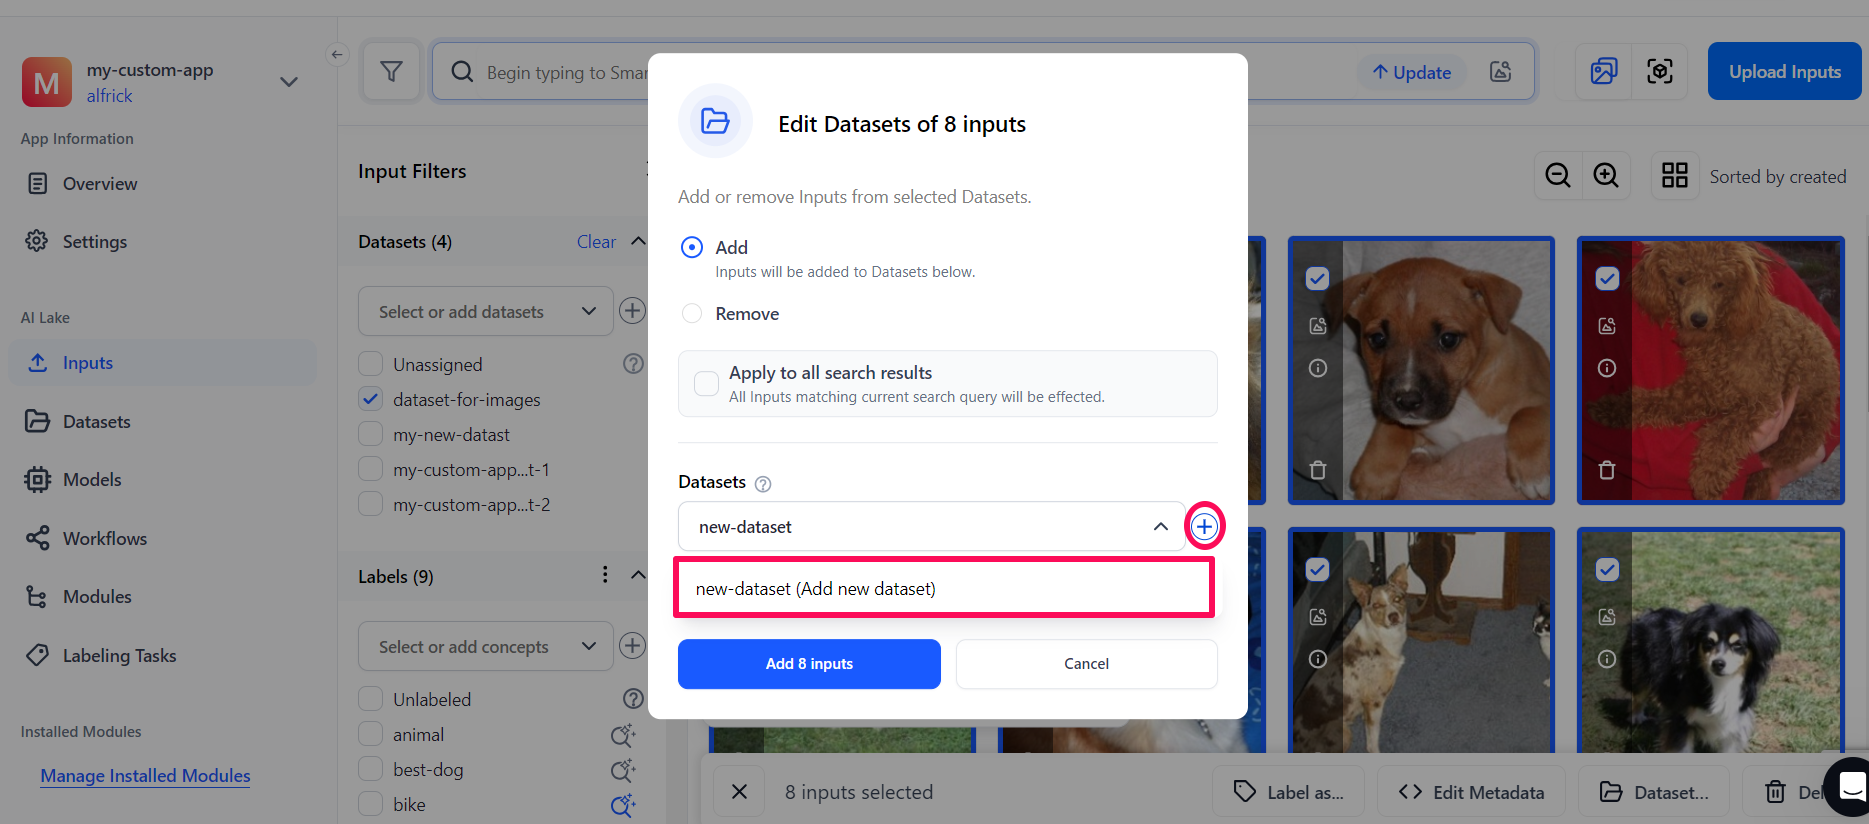 M
my-custom-app
alfrick
App Information
Overview
Settings
AI Lake
Inputs
Datasets
Models
Workflows
Modules
Labeling Tasks
Installed Modules
Manage Installed Modules
Begin typing to Smar
Update
Upload Inputs
Input Filters
Datasets (4)
Clear
Select or add datasets
Unassigned
dataset-for-images
my-new-datast
my-custom-app...t-1
my-custom-app...t-2
Labels (9)
Select or add concepts
Unlabeled
animal
best-dog
bike
Sorted by created
Edit Datasets of 8 inputs
Add or remove Inputs from selected Datasets.
Add
Inputs will be added to Datasets below.
Remove
Apply to all search results
All Inputs matching current search query will be effected.
Datasets
new-dataset
new-dataset (Add new dataset)
Add 8 inputs
Cancel
8 inputs selected
Label as...
Edit Metadata
Dataset...
Del